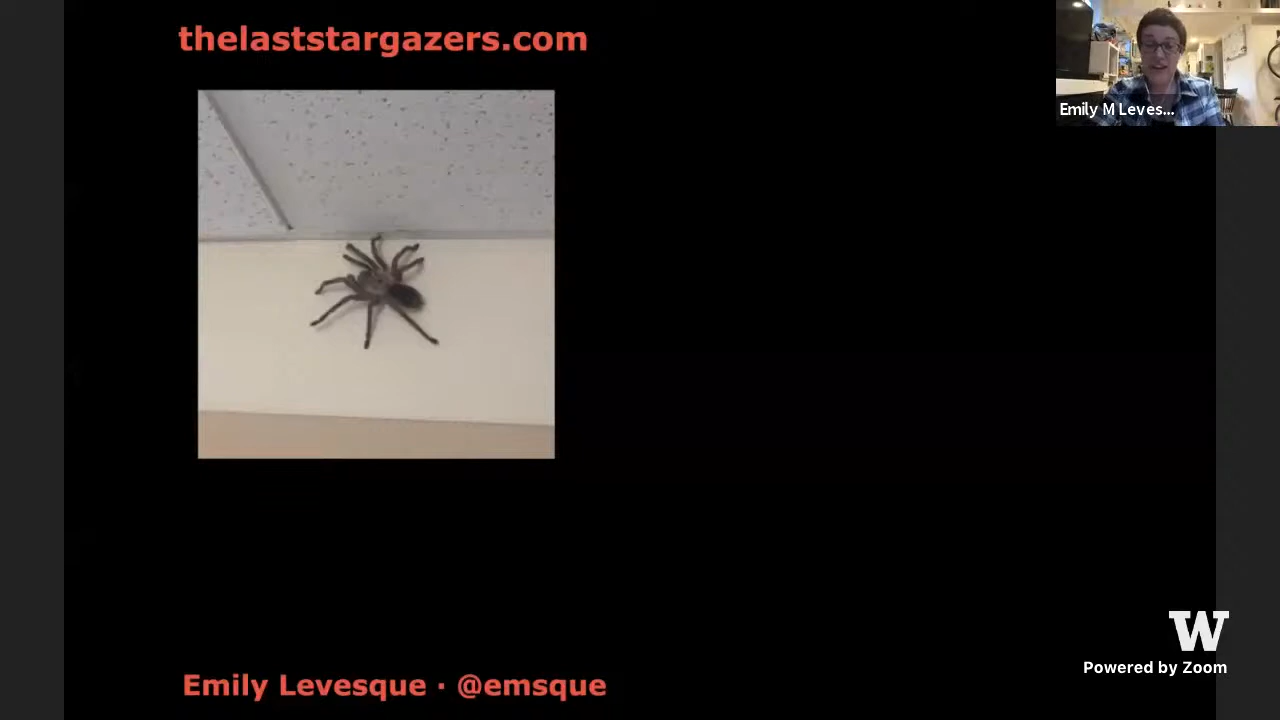 thelaststargazers.com
Emily M Leves...
W
Powered by Zoom
Emily Levesque · @emsque